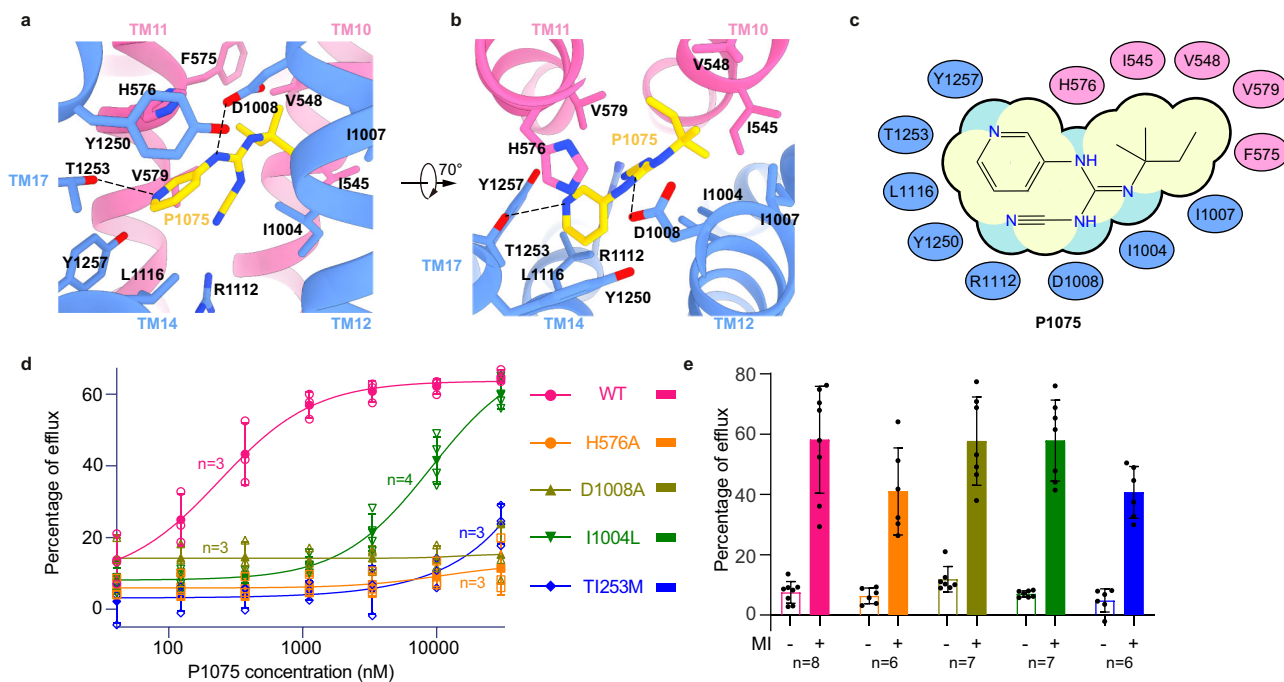 a
TM11
TM10
F575
H576
V548
D1008
Y1250
I1007
T1253
V579
I545
TM17
P1075
I1004
Y1257
L1116
R1112
TM14
TM12
70°
b
TM11
TM10
V548
V579
P1075
I545
H576
Y1257
I1004
I1007
D1008
T1253
R1112
TM17
L1116
Y1250
TM14
TM12
c
I545
V548
Y1257
H576
V579
N
T1253
F575
NH
L1116
N
N
NH
I1007
Y1250
I1004
R1112
D1008
P1075
d
Percentage of efflux
60
40
20
0
n=3
n=4
n=3
n=3
n=3
100
1000
10000
P1075 concentration (nM)
WT
H576A
D1008A
I1004L
TI253M
e
Percentage of efflux
80
60
40
20
0
MI - + - + - + - + - +
n=8 n=6 n=7 n=7 n=6